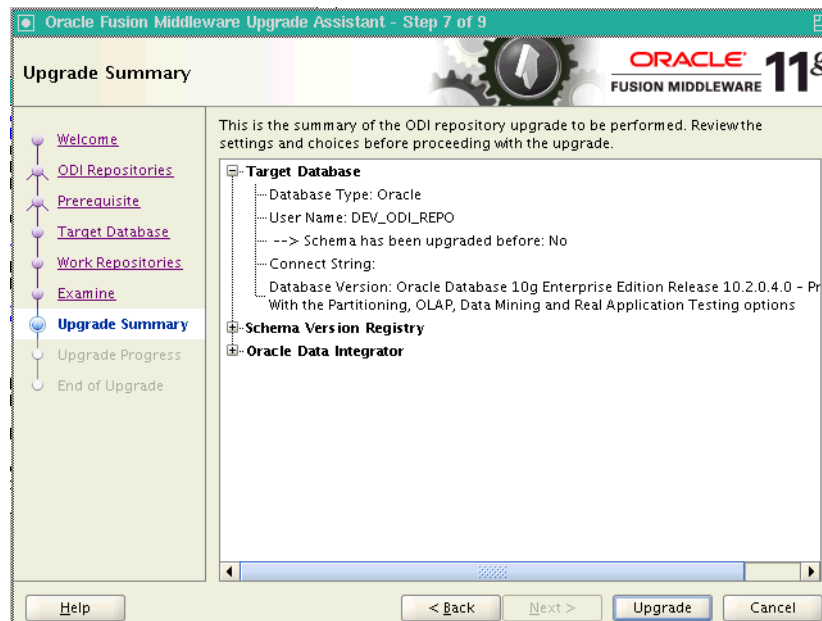 Oracle Fusion Middleware Upgrade Assistant - Step 7 of 9
Upgrade Summary
ORACLE
FUSION MIDDLEWARE
11g
Welcome
ODI Repositories
Prerequisite
Target Database
Work Repositories
Examine
Upgrade Summary
Upgrade Progress
End of Upgrade
This is the summary of the ODI repository upgrade to be performed. Review the
settings and choices before proceeding with the upgrade.
Target Database
Database Type: Oracle
User Name: DEV_ODI_REPO
--> Schema has been upgraded before: No
Connect String:
Database Version: Oracle Database 10g Enterprise Edition Release 10.2.0.4.0 - Pr
With the Partitioning, OLAP, Data Mining and Real Application Testing options
Schema Version Registry
Oracle Data Integrator
Help
< Back
Next >
Upgrade
Cancel